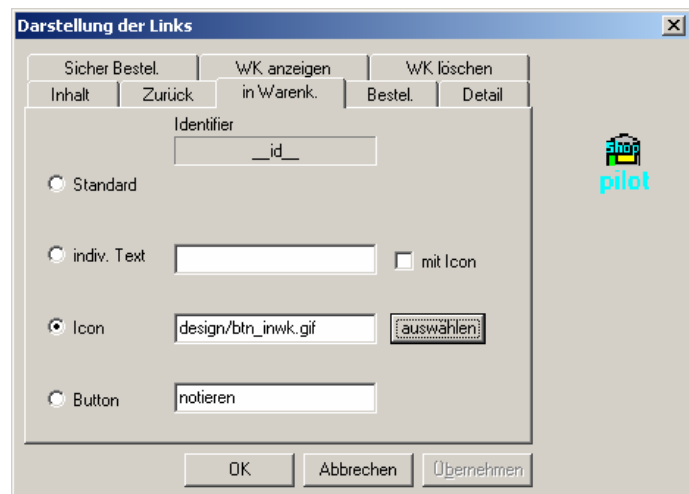 Darstellung der Links
Sicher Bestel. WK anzeigen WK löschen
Inhalt Zurück in Warenk. Bestel. Detail
Identifier
__id__
Standard
indiv. Text mit Icon
Icon design/btn_inwk.gif auswählen
Button notieren
OK Abbrechen Übernehmen
shop
pilot